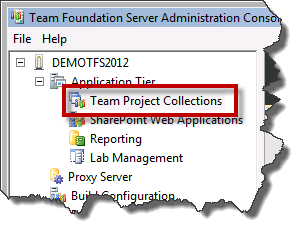 Team Foundation Server Administration Conso
File Help
DEMOTFS2012
Application Tier
Team Project Collections
SharePoint Web Applications
Reporting
Lab Management
Proxy Server
Build Configuration